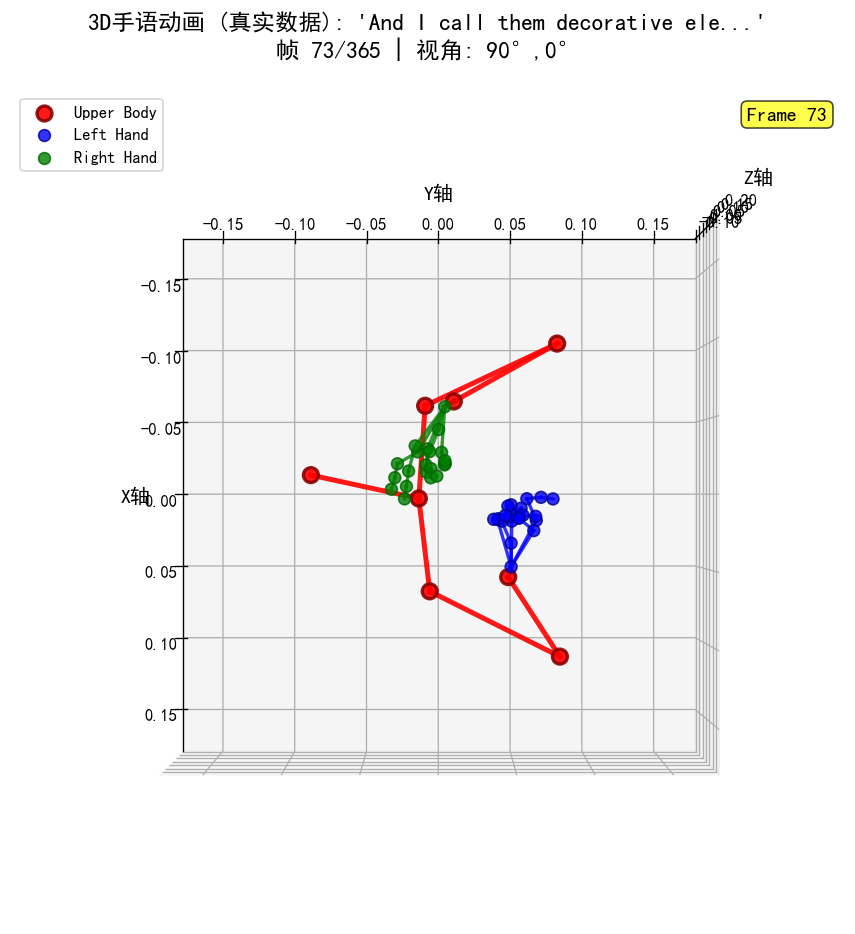 3D手语动画 (真实数据): 'And I call them decorative ele...'
帧 73/365 | 视角: 90°,0°
Upper Body
Left Hand
Right Hand
Frame 73
Z轴
Y轴
−0.15 −0.10 −0.05 0.00 0.05 0.10 0.15
−0.15
−0.10
−0.05
X轴
0.00
0.05
0.10
0.15